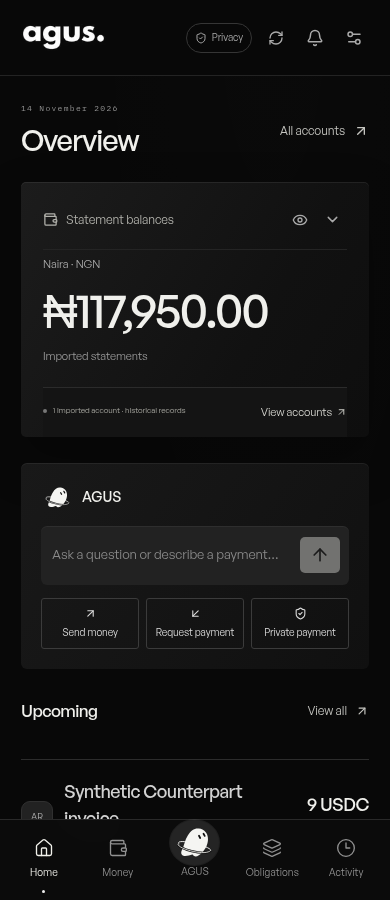 agus.
Privacy
14 November 2026
Overview
All accounts
Statement balances
Naira · NGN
₦117,950.00
Imported statements
1 imported account · historical records
View accounts
AGUS
Ask a question or describe a payment...
Send money
Request payment
Private payment
Upcoming
View all
Synthetic Counterpart
invoice
9 USDC
AR
Home
Money
AGUS
Obligations
Activity